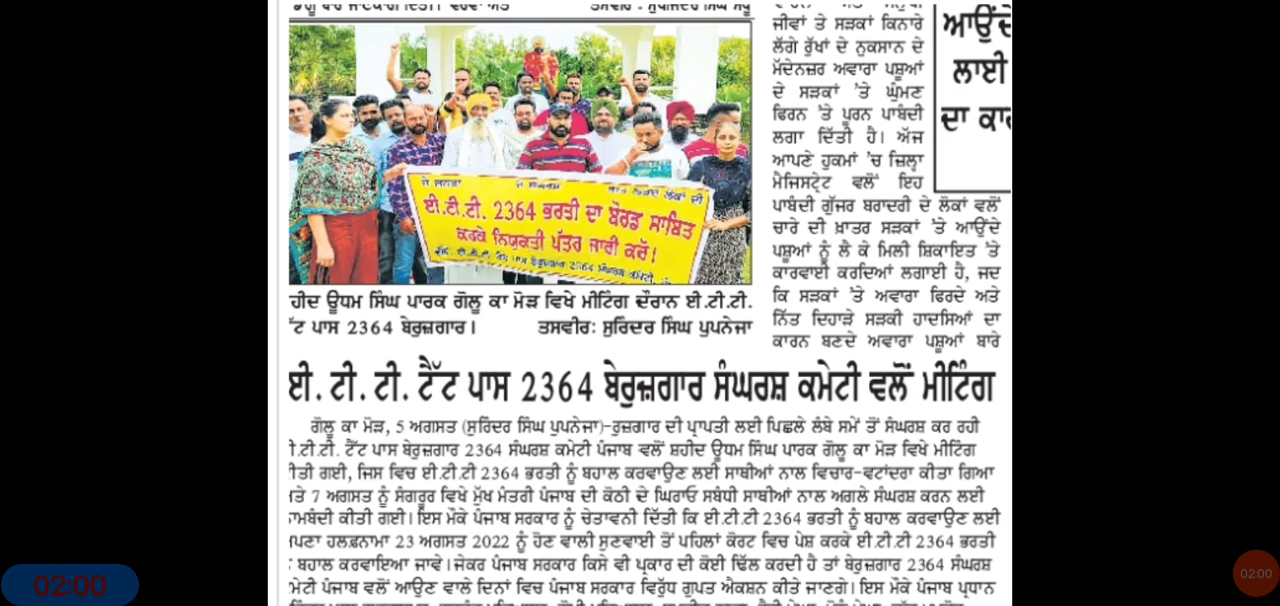 ਤਸਵੀਰ - ਸੁਖਜਿੰਦਰ ਸਿੰਘ ਸੰਧੂ
ਈ.ਟੀ.ਟੀ. 2364 ਭਰਤੀ ਦਾ ਬੋਰਡ ਸਾਬਿਤ
ਕਰਕੇ ਨਿਯੁਕਤੀ ਪੱਤਰ ਜਾਰੀ ਕਰੋ!
ਹੀਦ ਊਧਮ ਸਿੰਘ ਪਾਰਕ ਗੋਲੂ ਕਾ ਮੋੜ ਵਿਖੇ ਮੀਟਿੰਗ ਦੌਰਾਨ ਈ.ਟੀ.ਟੀ.
ਟ ਪਾਸ 2364 ਬੇਰੁਜ਼ਗਾਰ। ਤਸਵੀਰ: ਸੁਰਿੰਦਰ ਸਿੰਘ ਪੁਪਨੇਜਾ
ਈ. ਟੀ. ਟੀ. ਟੈੱਟ ਪਾਸ 2364 ਬੇਰੁਜ਼ਗਾਰ ਸੰਘਰਸ਼ ਕਮੇਟੀ ਵਲੋਂ ਮੀਟਿੰਗ
ਗੋਲੂ ਕਾ ਮੋੜ, 5 ਅਗਸਤ (ਸੁਰਿੰਦਰ ਸਿੰਘ ਪੁਪਨੇਜਾ)-ਰੁਜ਼ਗਾਰ ਦੀ ਪ੍ਰਾਪਤੀ ਲਈ ਪਿਛਲੇ ਲੰਬੇ ਸਮੇਂ ਤੋਂ ਸੰਘਰਸ਼ ਕਰ ਰਹੀ
.ਟੀ.ਟੀ. ਟੈੱਟ ਪਾਸ ਬੇਰੁਜ਼ਗਾਰ 2364 ਸੰਘਰਸ਼ ਕਮੇਟੀ ਪੰਜਾਬ ਵਲੋਂ ਸ਼ਹੀਦ ਊਧਮ ਸਿੰਘ ਪਾਰਕ ਗੋਲੂ ਕਾ ਮੋੜ ਵਿਖੇ ਮੀਟਿੰਗ
ੀਤੀ ਗਈ, ਜਿਸ ਵਿਚ ਈ.ਟੀ.ਟੀ 2364 ਭਰਤੀ ਨੂੰ ਬਹਾਲ ਕਰਵਾਉਣ ਲਈ ਸਾਥੀਆਂ ਨਾਲ ਵਿਚਾਰ-ਵਟਾਂਦਰਾ ਕੀਤਾ ਗਿਆ
ਤੇ 7 ਅਗਸਤ ਨੂੰ ਸੰਗਰੂਰ ਵਿਖੇ ਮੁੱਖ ਮੰਤਰੀ ਪੰਜਾਬ ਦੀ ਕੋਠੀ ਦੇ ਘਿਰਾਓ ਸਬੰਧੀ ਸਾਥੀਆਂ ਨਾਲ ਅਗਲੇ ਸੰਘਰਸ਼ ਕਰਨ ਲਈ
ਾਮਬੰਦੀ ਕੀਤੀ ਗਈ। ਇਸ ਮੌਕੇ ਪੰਜਾਬ ਸਰਕਾਰ ਨੂੰ ਚੇਤਾਵਨੀ ਦਿੱਤੀ ਕਿ ਈ.ਟੀ.ਟੀ 2364 ਭਰਤੀ ਨੂੰ ਬਹਾਲ ਕਰਵਾਉਣ ਲਈ
ਪਣਾ ਹਲਫ਼ਨਾਮਾ 23 ਅਗਸਤ 2022 ਨੂੰ ਹੋਣ ਵਾਲੀ ਸੁਣਵਾਈ ਤੋਂ ਪਹਿਲਾਂ ਕੋਰਟ ਵਿਚ ਪੇਸ਼ ਕਰਕੇ ਈ.ਟੀ.ਟੀ 2364 ਭਰਤੀ
ਬਹਾਲ ਕਰਵਾਇਆ ਜਾਵੇ। ਜੇਕਰ ਪੰਜਾਬ ਸਰਕਾਰ ਕਿਸੇ ਵੀ ਪ੍ਰਕਾਰ ਦੀ ਕੋਈ ਢਿੱਲ ਕਰਦੀ ਹੈ ਤਾਂ ਬੇਰੁਜ਼ਗਾਰ 2364 ਸੰਘਰਸ਼
ਮੇਟੀ ਪੰਜਾਬ ਵਲੋਂ ਆਉਣ ਵਾਲੇ ਦਿਨਾਂ ਵਿਚ ਪੰਜਾਬ ਸਰਕਾਰ ਵਿਰੁੱਧ ਗੁਪਤ ਐਕਸ਼ਨ ਕੀਤੇ ਜਾਣਗੇ। ਇਸ ਮੌਕੇ ਪੰਜਾਬ ਪ੍ਰਧਾਨ
ਜੀਵਾਂ ਤੇ ਸੜਕਾਂ ਕਿਨਾਰੇ
ਲੱਗੇ ਰੁੱਖਾਂ ਦੇ ਨੁਕਸਾਨ ਦੇ
ਮੱਦੇਨਜ਼ਰ ਅਵਾਰਾ ਪਸ਼ੂਆਂ
ਦੇ ਸੜਕਾਂ 'ਤੇ ਘੁੰਮਣ
ਫਿਰਨ 'ਤੇ ਪੂਰਨ ਪਾਬੰਦੀ
ਲਗਾ ਦਿੱਤੀ ਹੈ। ਅੱਜ
ਆਪਣੇ ਹੁਕਮਾਂ 'ਚ ਜ਼ਿਲ੍ਹਾ
ਮੈਜਿਸਟ੍ਰੇਟ ਵਲੋਂ ਇਹ
ਪਾਬੰਦੀ ਗੁੱਜਰ ਬਰਾਦਰੀ ਦੇ ਲੋਕਾਂ ਵਲੋਂ
ਚਾਰੇ ਦੀ ਖ਼ਾਤਰ ਸੜਕਾਂ 'ਤੇ ਆਉਂਦੇ
ਪਸ਼ੂਆਂ ਨੂੰ ਲੈ ਕੇ ਮਿਲੀ ਸ਼ਿਕਾਇਤ 'ਤੇ
ਕਾਰਵਾਈ ਕਰਦਿਆਂ ਲਗਾਈ ਹੈ, ਜਦ
ਕਿ ਸੜਕਾਂ 'ਤੇ ਅਵਾਰਾ ਫਿਰਦੇ ਅਤੇ
ਨਿੱਤ ਦਿਹਾੜੇ ਸੜਕੀ ਹਾਦਸਿਆਂ ਦਾ
ਕਾਰਨ ਬਣਦੇ ਅਵਾਰਾ ਪਸ਼ੂਆਂ ਬਾਰੇ
ਆਉਂਦੇ
ਲਾਈ
ਦਾ ਕਾਰ
02:00
02:00